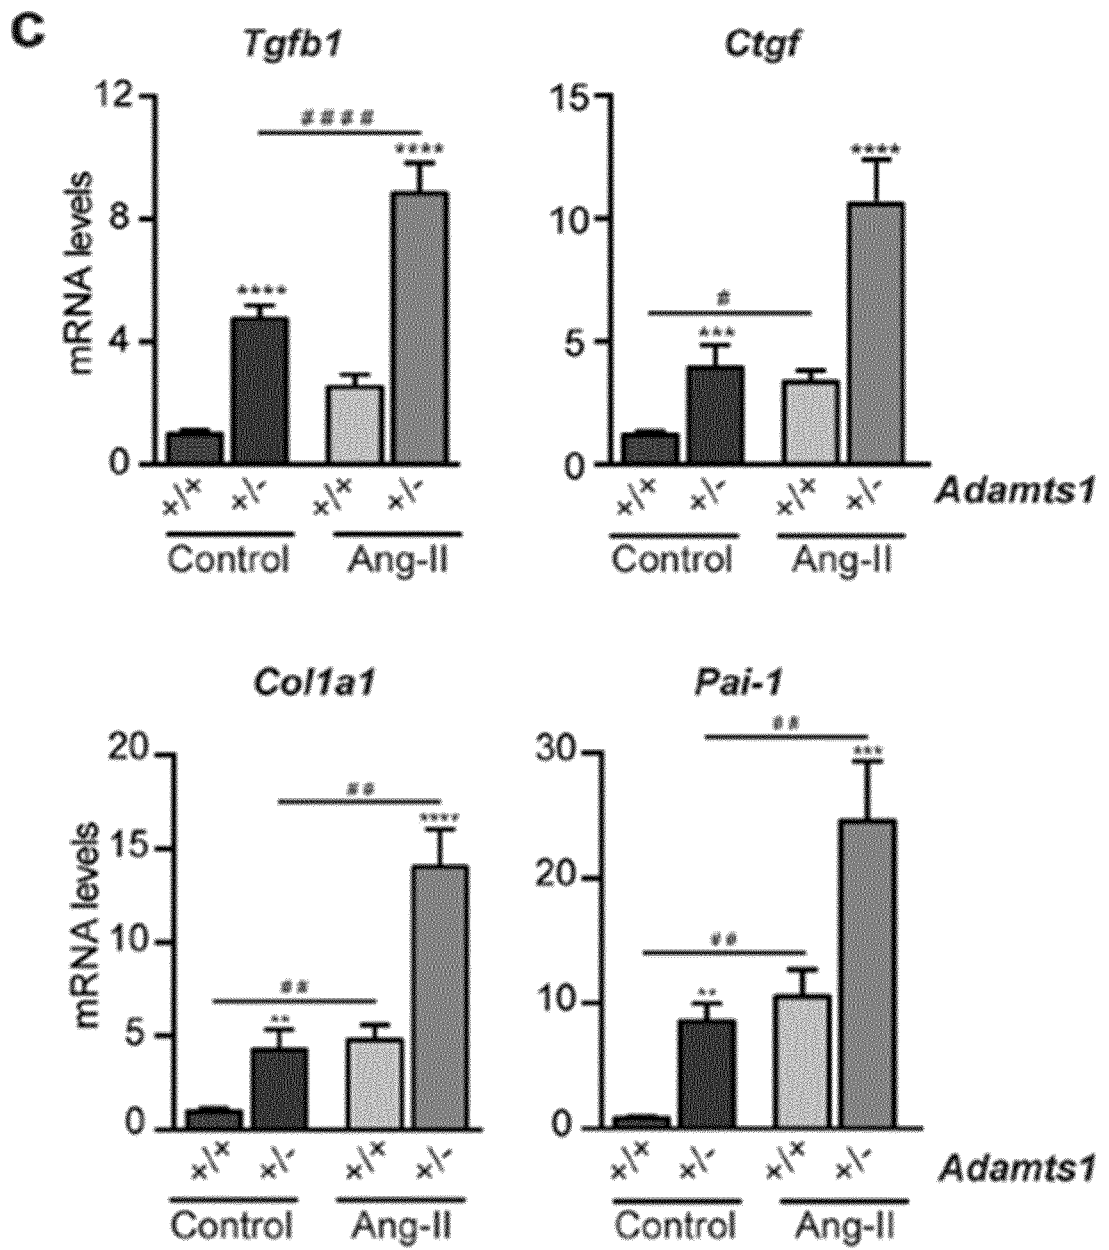 C
Tgfb1
Ctgf
mRNA levels
12
8
4
0
####
****
****
+/+ +/- +/+ +/-
Control Ang-II
15
10
5
0
#
***
****
+/+ +/- +/+ +/-
Adamts1
Control Ang-II
Col1a1
Pai-1
mRNA levels
20
15
10
5
0
##
##
**
****
+/+ +/- +/+ +/-
Control Ang-II
30
20
10
0
##
##
**
***
+/+ +/- +/+ +/-
Adamts1
Control Ang-II